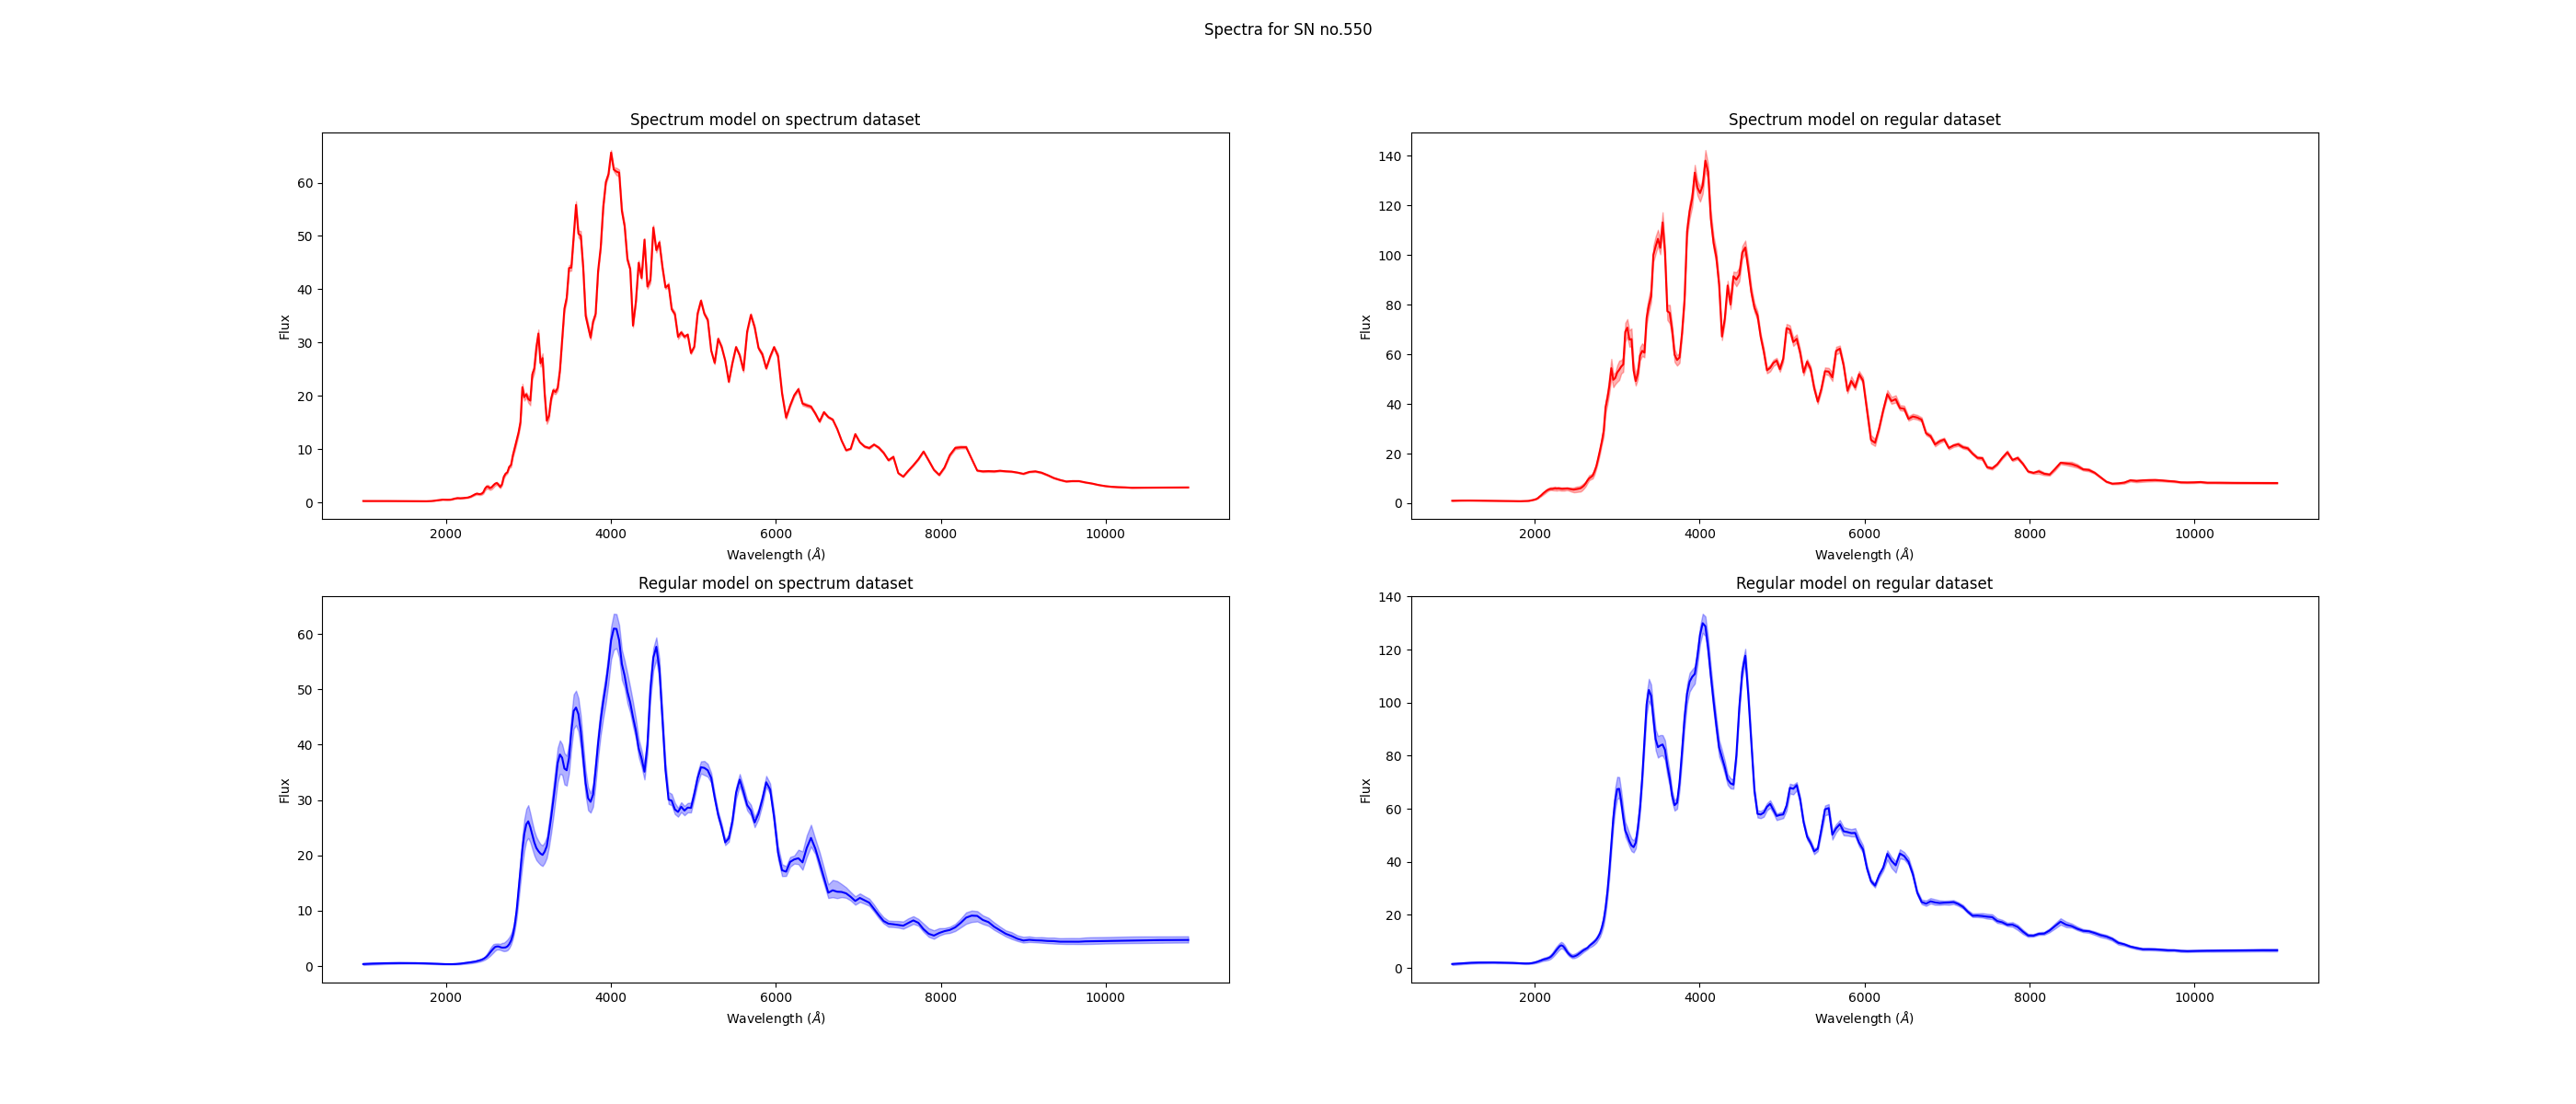 Spectra for SN no.550
Spectrum model on spectrum dataset
Flux
60
50
40
30
20
10
0
2000 4000 6000 8000 10000
Wavelength (Å)
Spectrum model on regular dataset
Flux
140
120
100
80
60
40
20
0
2000 4000 6000 8000 10000
Wavelength (Å)
Regular model on spectrum dataset
Flux
60
50
40
30
20
10
0
2000 4000 6000 8000 10000
Wavelength (Å)
Regular model on regular dataset
Flux
140
120
100
80
60
40
20
0
2000 4000 6000 8000 10000
Wavelength (Å)